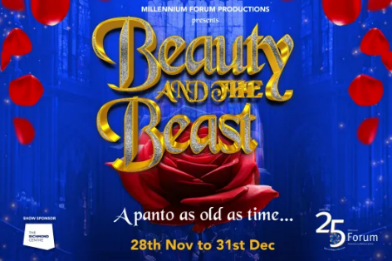 MILLENNIUM FORUM PRODUCTIONS
presents
Beauty
AND THE
Beast
A panto as old as time...
28th Nov to 31st Dec
SHOW SPONSOR
THE
RICHMOND
CENTRE
25
Forum